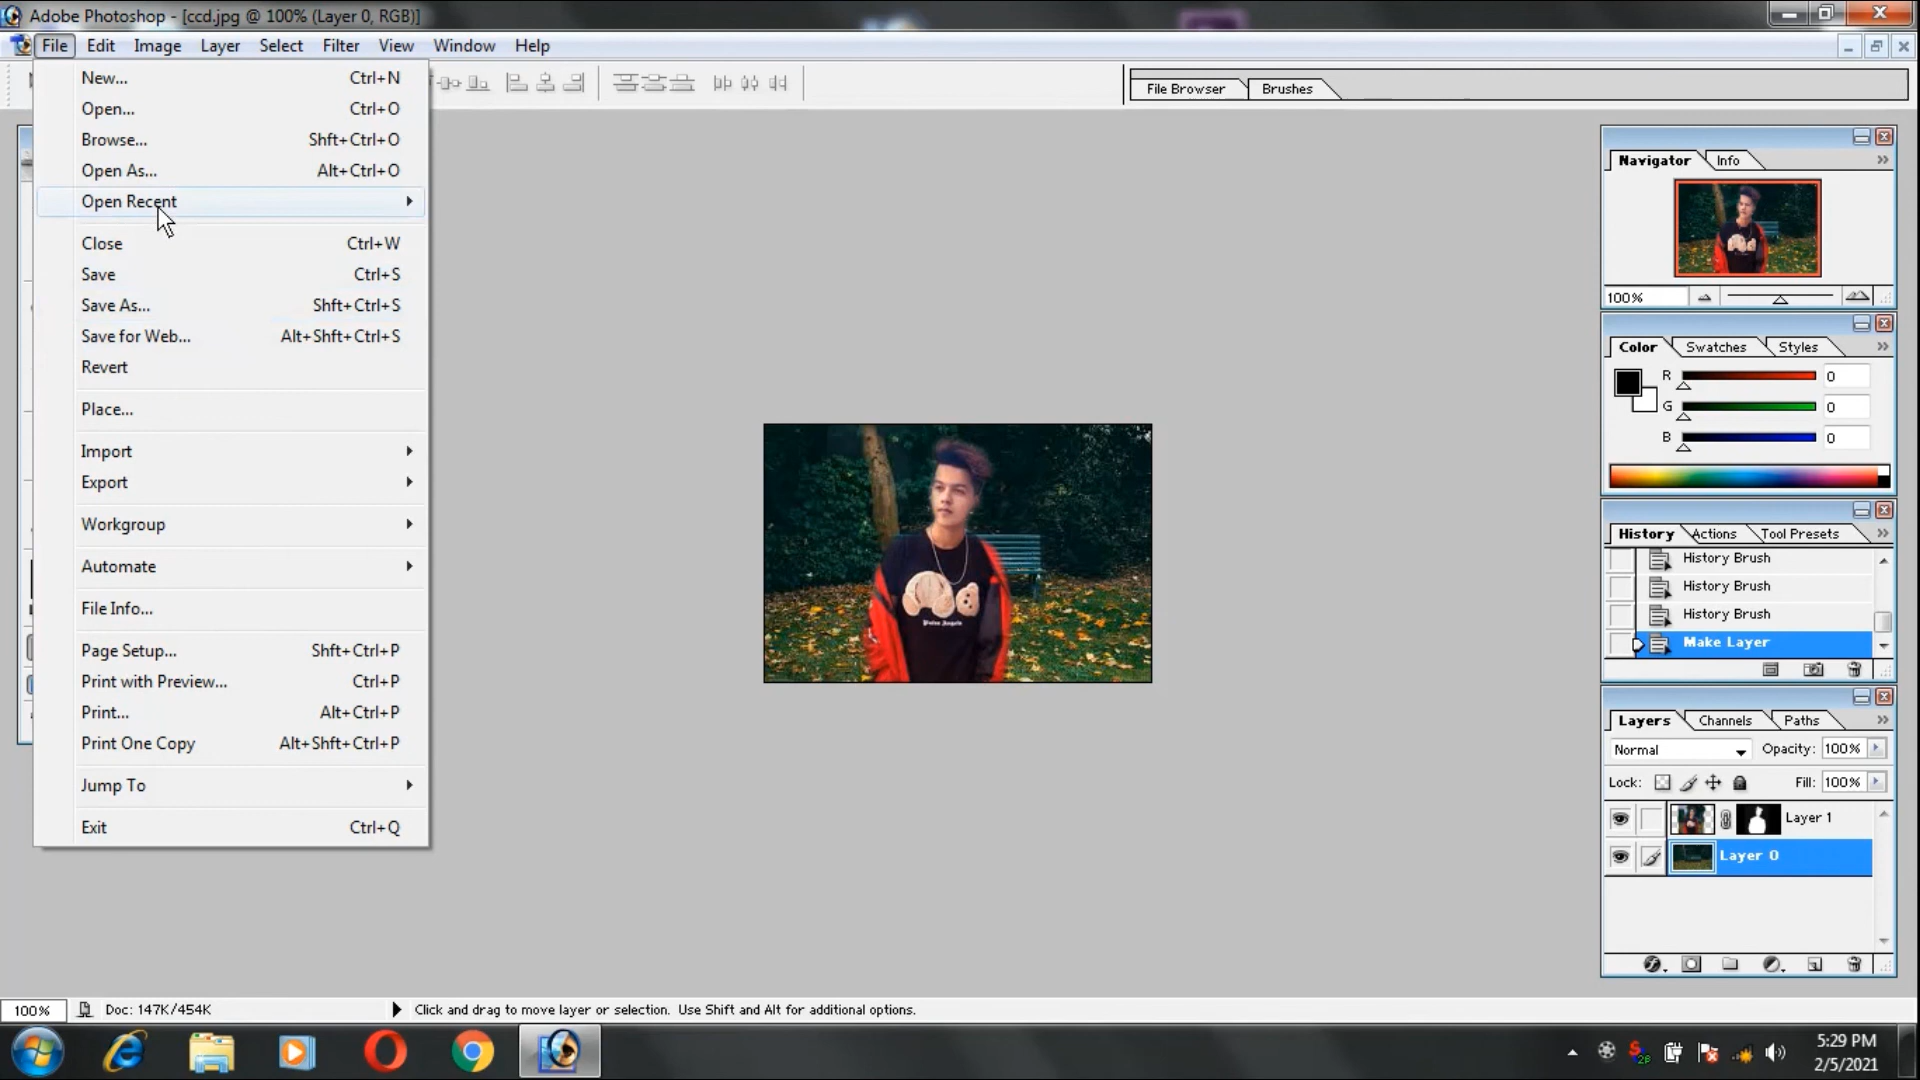 Adobe Photoshop - [ccd.jpg @ 100% (Layer 0, RGB)]
File Edit Image Layer Select Filter View Window Help
New... Ctrl+N
Open... Ctrl+O
Browse... Shft+Ctrl+O
Open As... Alt+Ctrl+O
Open Recent
Close Ctrl+W
Save Ctrl+S
Save As... Shft+Ctrl+S
Save for Web... Alt+Shft+Ctrl+S
Revert
Place...
Import
Export
Workgroup
Automate
File Info...
Page Setup... Shft+Ctrl+P
Print with Preview... Ctrl+P
Print... Alt+Ctrl+P
Print One Copy Alt+Shft+Ctrl+P
Jump To
Exit Ctrl+Q
File Browser Brushes
Palm Angels
Navigator Info
100%
Color Swatches Styles
R 0
G 0
B 0
History Actions Tool Presets
History Brush
History Brush
History Brush
Make Layer
Layers Channels Paths
Normal Opacity: 100%
Lock: Fill: 100%
Layer 1
Layer 0
100% Doc: 147K/454K Click and drag to move layer or selection. Use Shift and Alt for additional options.
5:29 PM
2/5/2021